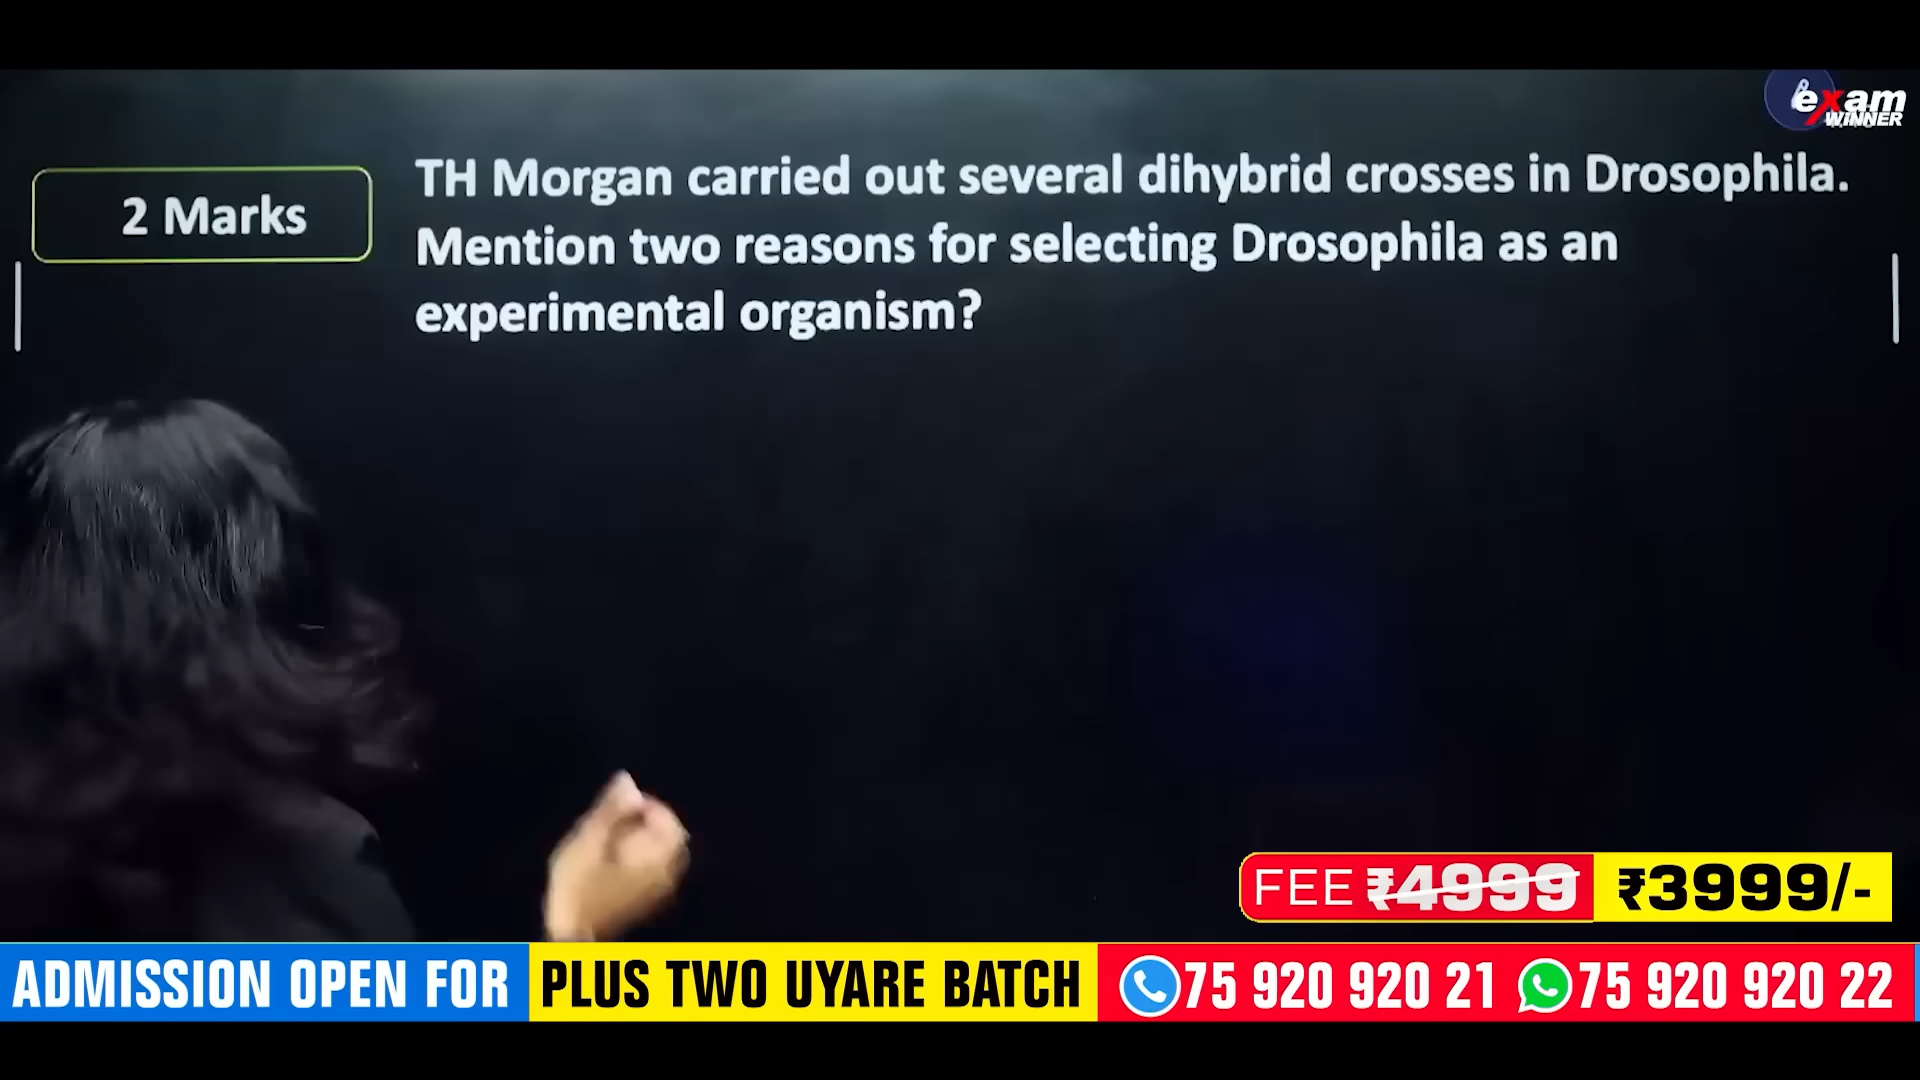 exam
WINNER
2 Marks
TH Morgan carried out several dihybrid crosses in Drosophila.
Mention two reasons for selecting Drosophila as an
experimental organism?
FEE ₹4999 ₹3999/-
ADMISSION OPEN FOR PLUS TWO UYARE BATCH 75 920 920 21 75 920 920 22